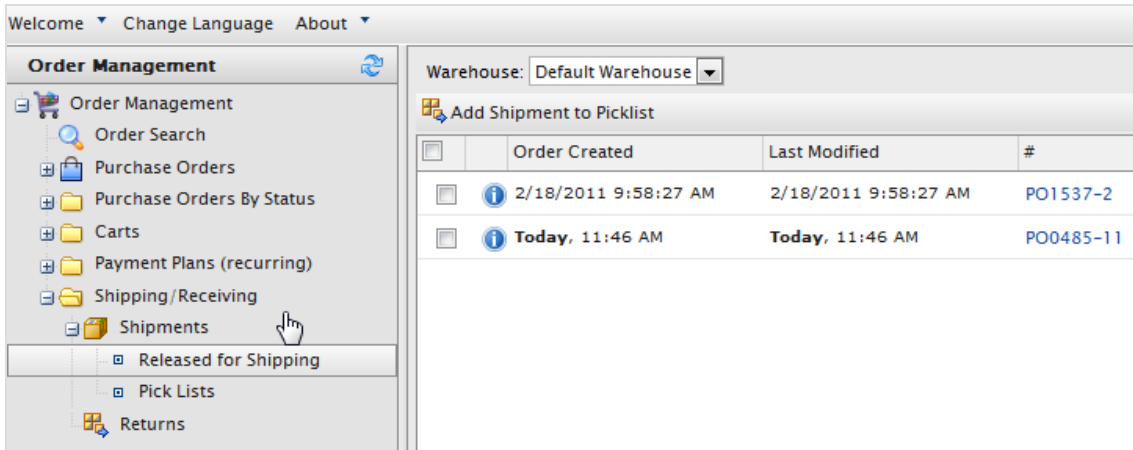 Welcome Change Language About
Order Management
Order Management
Order Search
Purchase Orders
Purchase Orders By Status
Carts
Payment Plans (recurring)
Shipping/Receiving
Shipments
Released for Shipping
Pick Lists
Returns
Warehouse: Default Warehouse
Add Shipment to Picklist
Order Created Last Modified #
2/18/2011 9:58:27 AM 2/18/2011 9:58:27 AM PO1537-2
Today, 11:46 AM Today, 11:46 AM PO0485-11